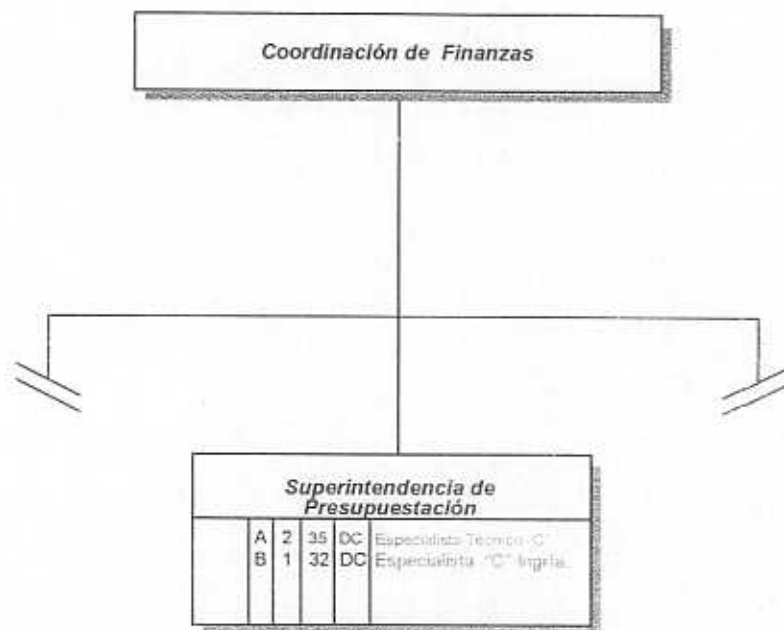 Coordinación de Finanzas
Superintendencia de
Presupuestación
A 2 35 DC Especialista Técnico "C"
B 1 32 DC Especialista "C" Ingría.